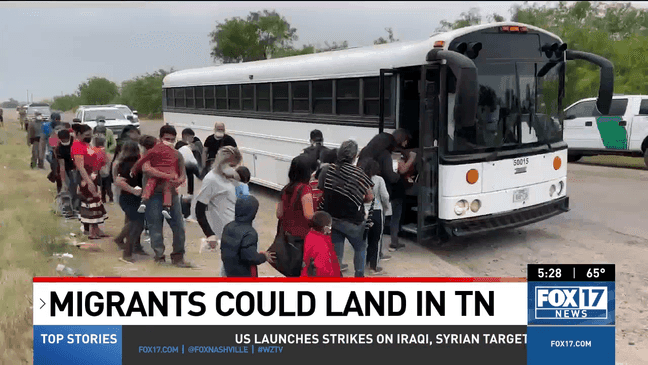 S0015
MIGRANTS COULD LAND IN TN
5:28 65°
FOX 17
NEWS
TOP STORIES
US LAUNCHES STRIKES ON IRAQI, SYRIAN TARGET
FOX17.COM / @FOXNASHVILLE / #WZTV
FOX17.COM